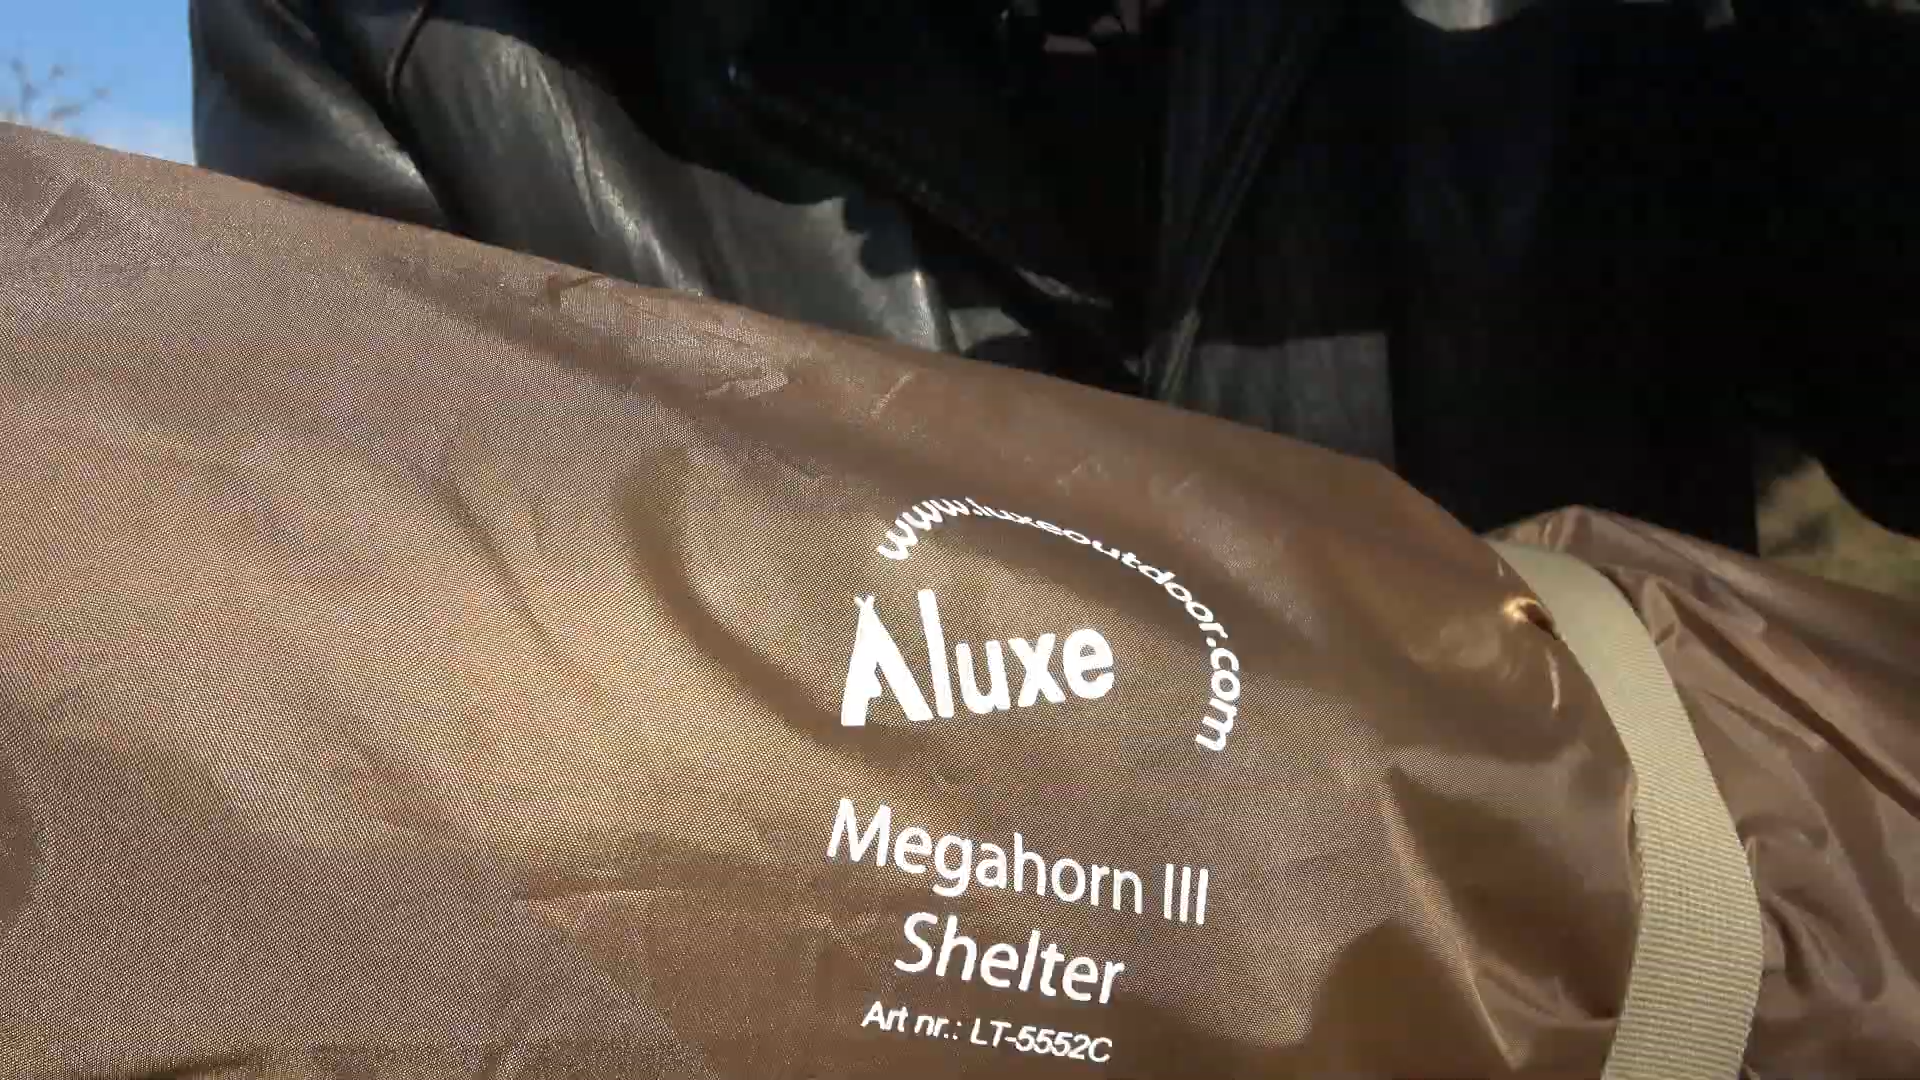 www.luxeoutdoor.com
Aluxe
Megahorn III
Shelter
Art nr.: LT-5552C